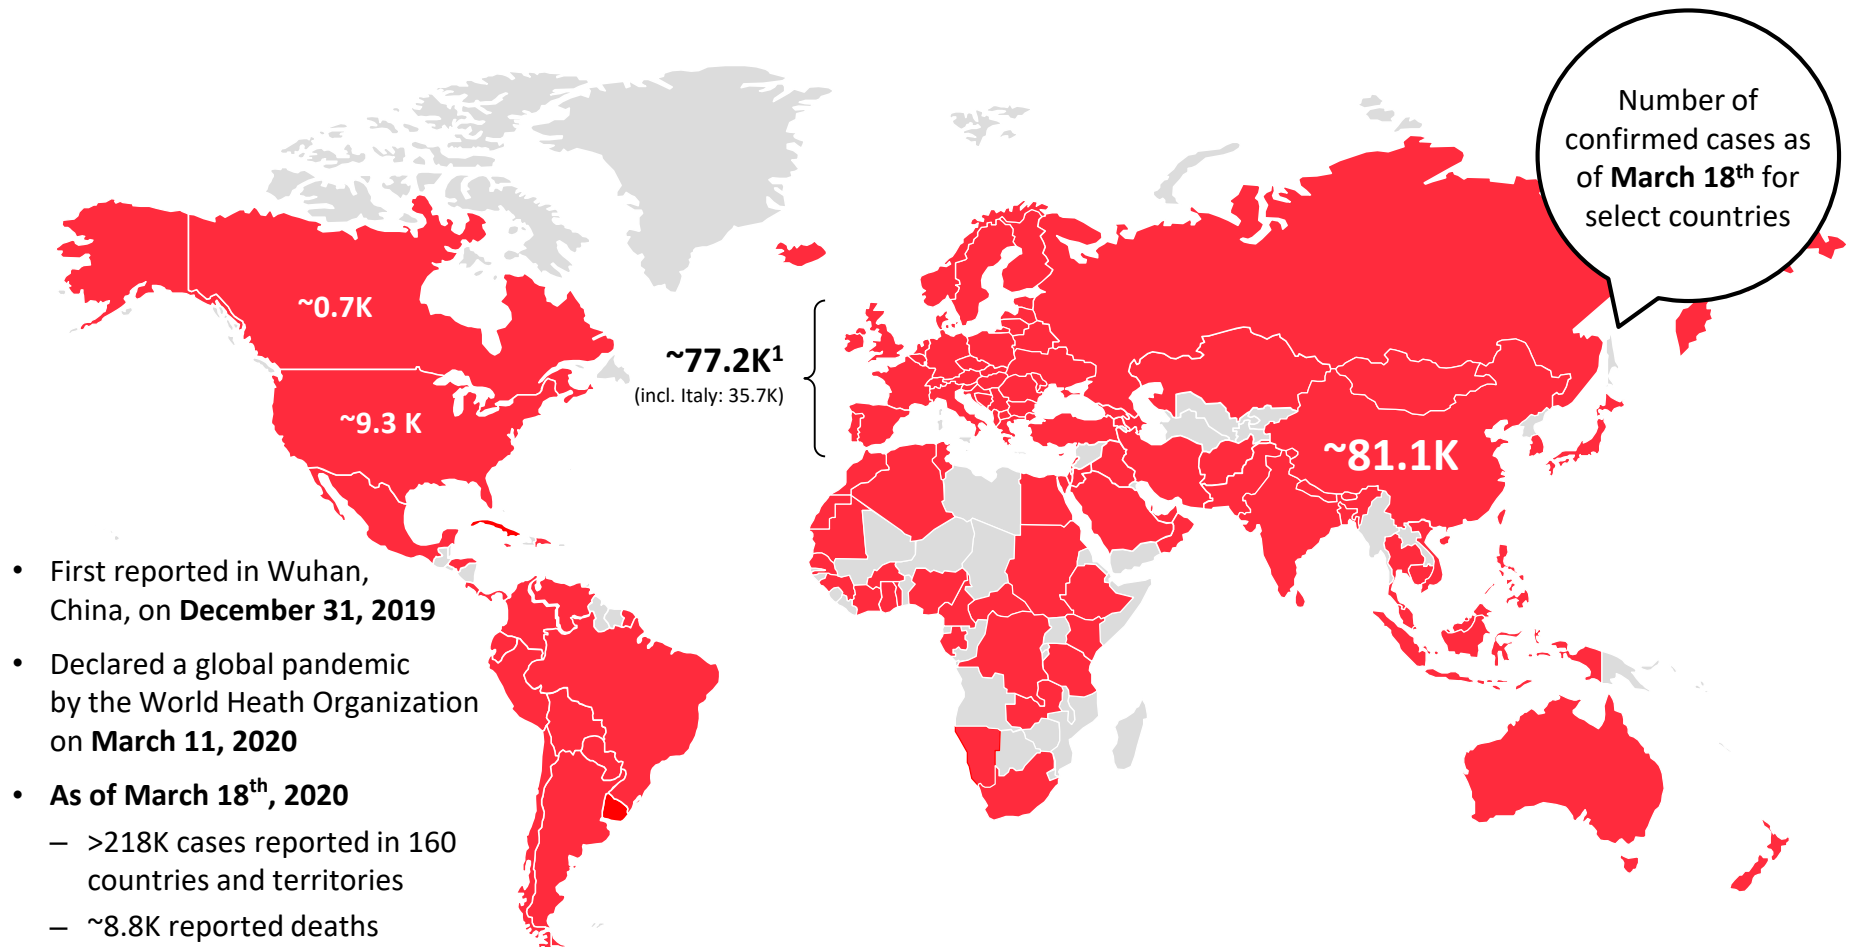 Number of
confirmed cases as
of March 18th for
select countries
~0.7K
~77.2K1
(incl. Italy: 35.7K)
~9.3 K
~81.1K
• First reported in Wuhan,
China, on December 31, 2019
• Declared a global pandemic
by the World Heath Organization
on March 11, 2020
• As of March 18th, 2020
– >218K cases reported in 160
countries and territories
– ~8.8K reported deaths